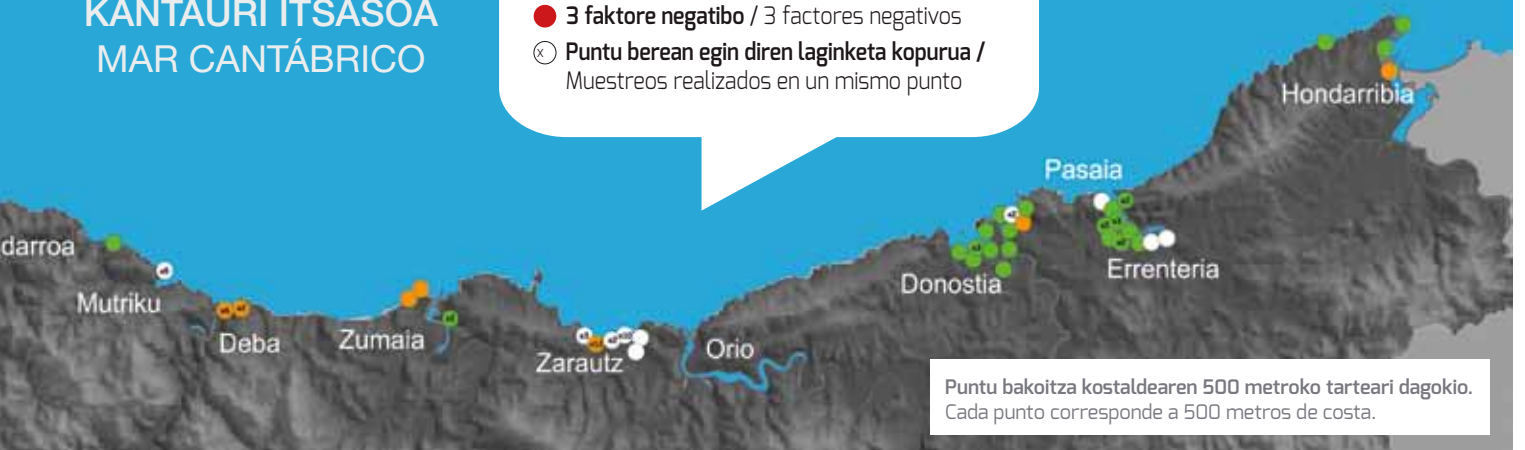 KANTAURI ITSASOA
MAR CANTÁBRICO
3 faktore negatibo / 3 factores negativos
x Puntu berean egin diren laginketa kopurua /
Muestreos realizados en un mismo punto
Hondarribia
Pasaia
darroa
Mutriku
Deba
Zumaia
Zarautz
Orio
Donostia
Errenteria
Puntu bakoitza kostaldearen 500 metroko tarteari dagokio.
Cada punto corresponde a 500 metros de costa.